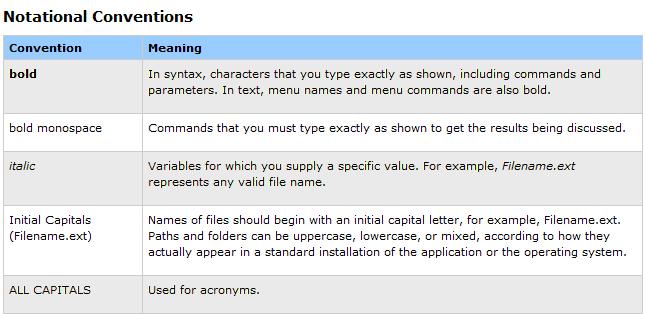 Notational Conventions
Convention Meaning
bold In syntax, characters that you type exactly as shown, including commands and
parameters. In text, menu names and menu commands are also bold.
bold monospace Commands that you must type exactly as shown to get the results being discussed.
italic Variables for which you supply a specific value. For example, Filename.ext
represents any valid file name.
Initial Capitals Names of files should begin with an initial capital letter, for example, Filename.ext.
(Filename.ext) Paths and folders can be uppercase, lowercase, or mixed, according to how they
actually appear in a standard installation of the application or the operating system.
ALL CAPITALS Used for acronyms.